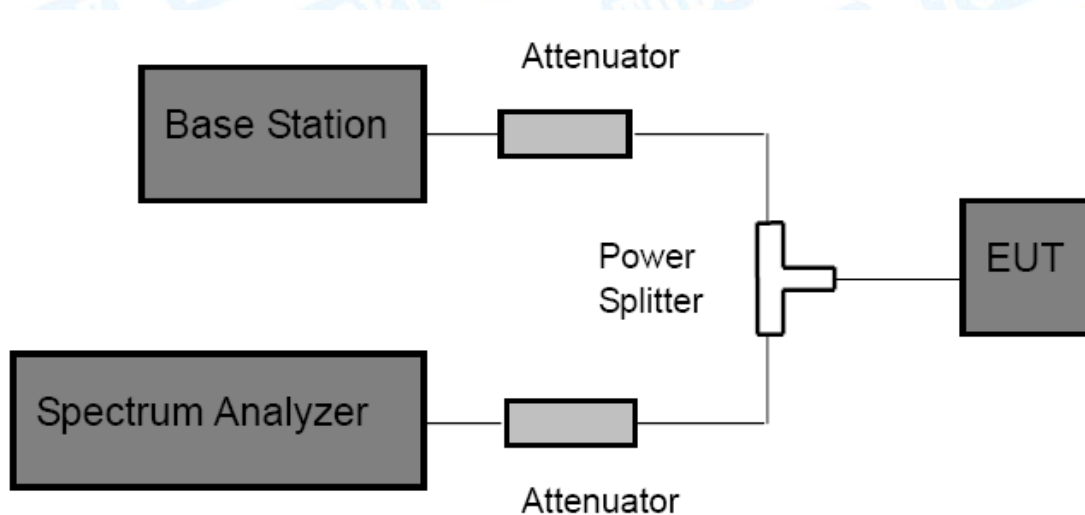 Attenuator
Base Station
Power
Splitter
EUT
Spectrum Analyzer
Attenuator